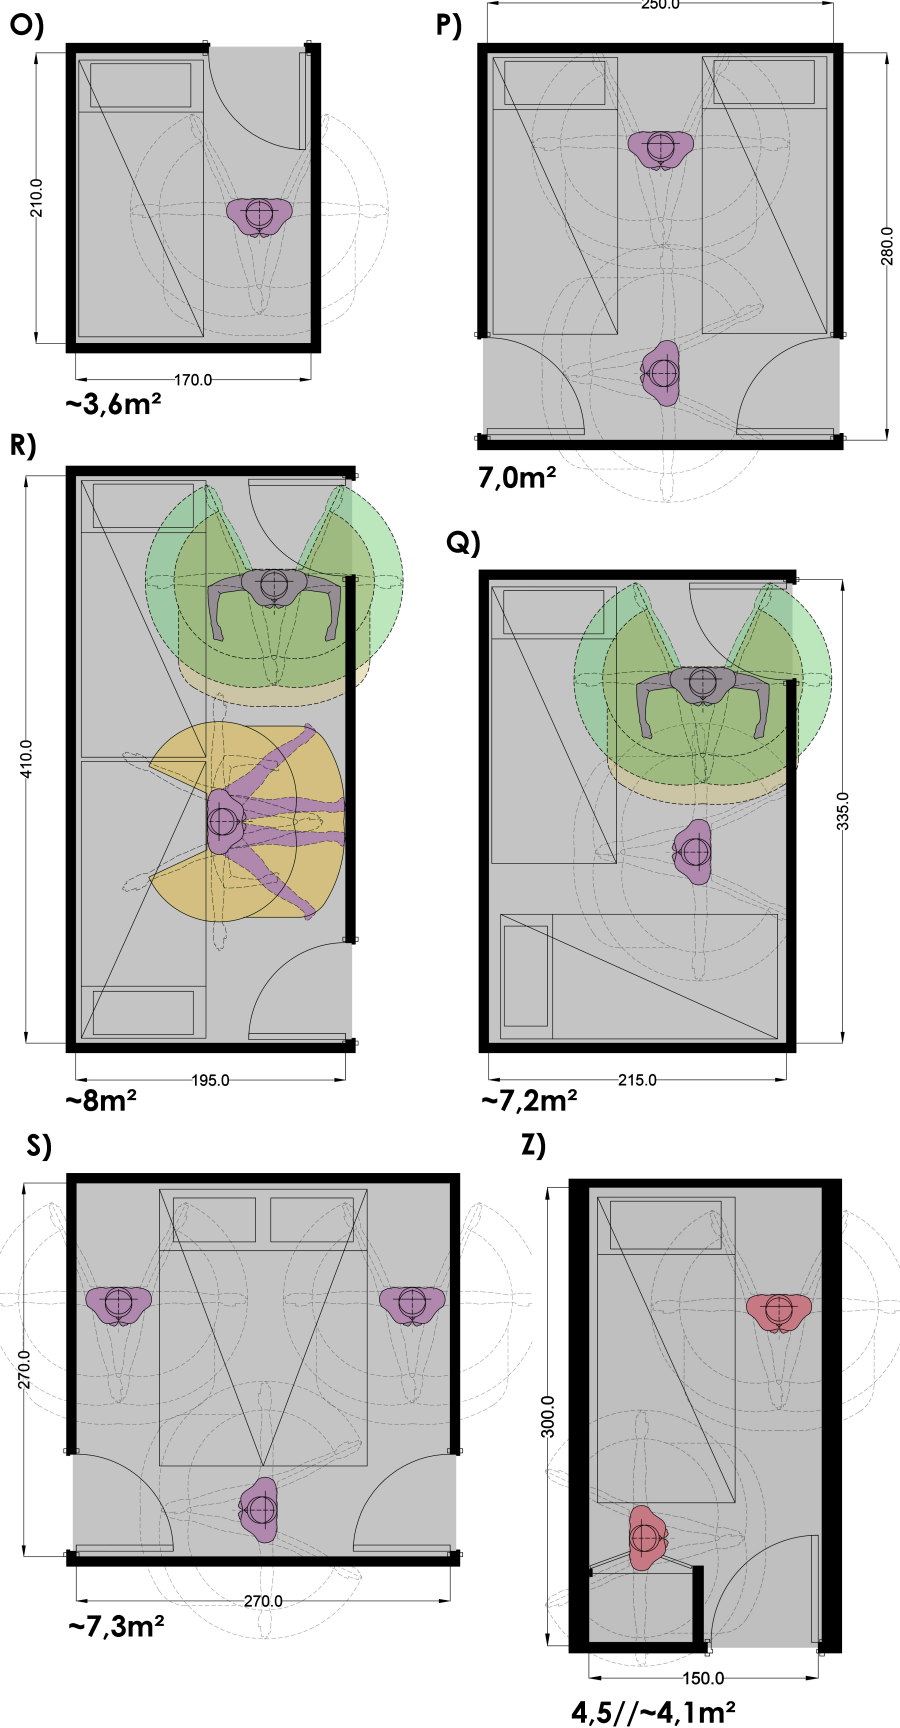 O)
P)
250.0
210.0
280.0
170.0
~3,6m²
R)
7,0m²
Q)
410.0
335.0
195.0
215.0
~8m²
~7,2m²
S)
Z)
270.0
300.0
270.0
~7,3m²
150.0
4,5//~4,1m²